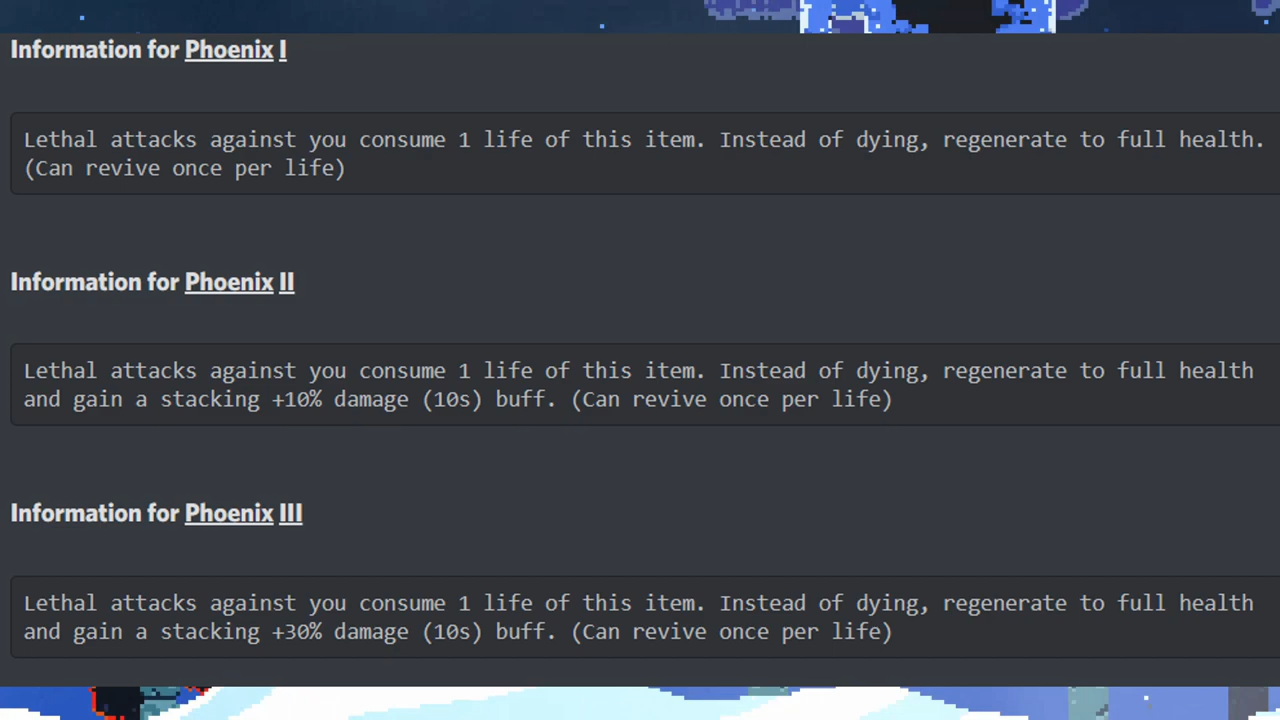 Information for Phoenix I
Lethal attacks against you consume 1 life of this item. Instead of dying, regenerate to full health.
(Can revive once per life)
Information for Phoenix II
Lethal attacks against you consume 1 life of this item. Instead of dying, regenerate to full health
and gain a stacking +10% damage (10s) buff. (Can revive once per life)
Information for Phoenix III
Lethal attacks against you consume 1 life of this item. Instead of dying, regenerate to full health
and gain a stacking +30% damage (10s) buff. (Can revive once per life)